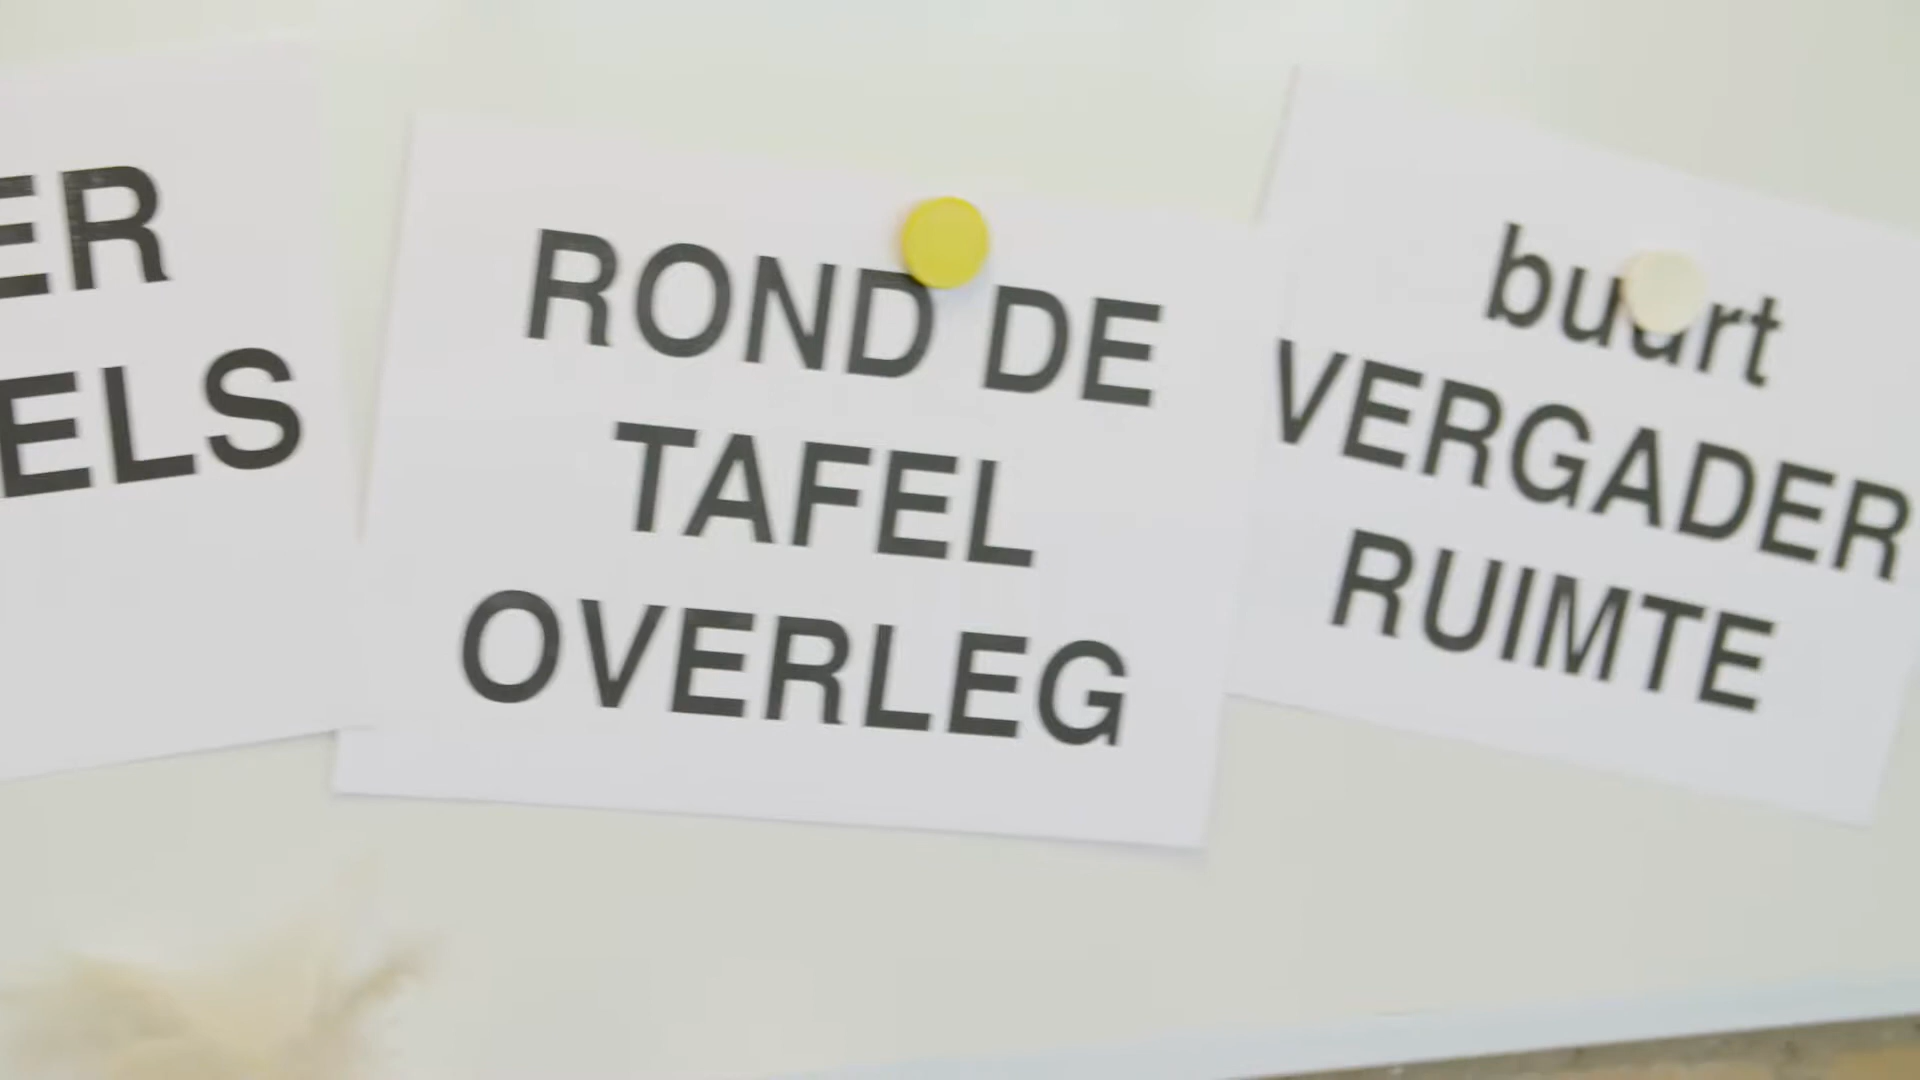 ER
ELS
ROND DE
TAFEL
OVERLEG
buurt
VERGADER
RUIMTE